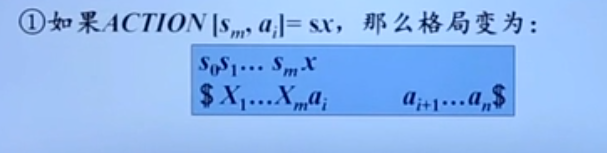 ①如果ACTION [sₘ, aᵢ]= sx，那么格局变为：
s₀s₁… sₘ x
$ X₁…Xₘaᵢ aᵢ₊₁…aₙ$